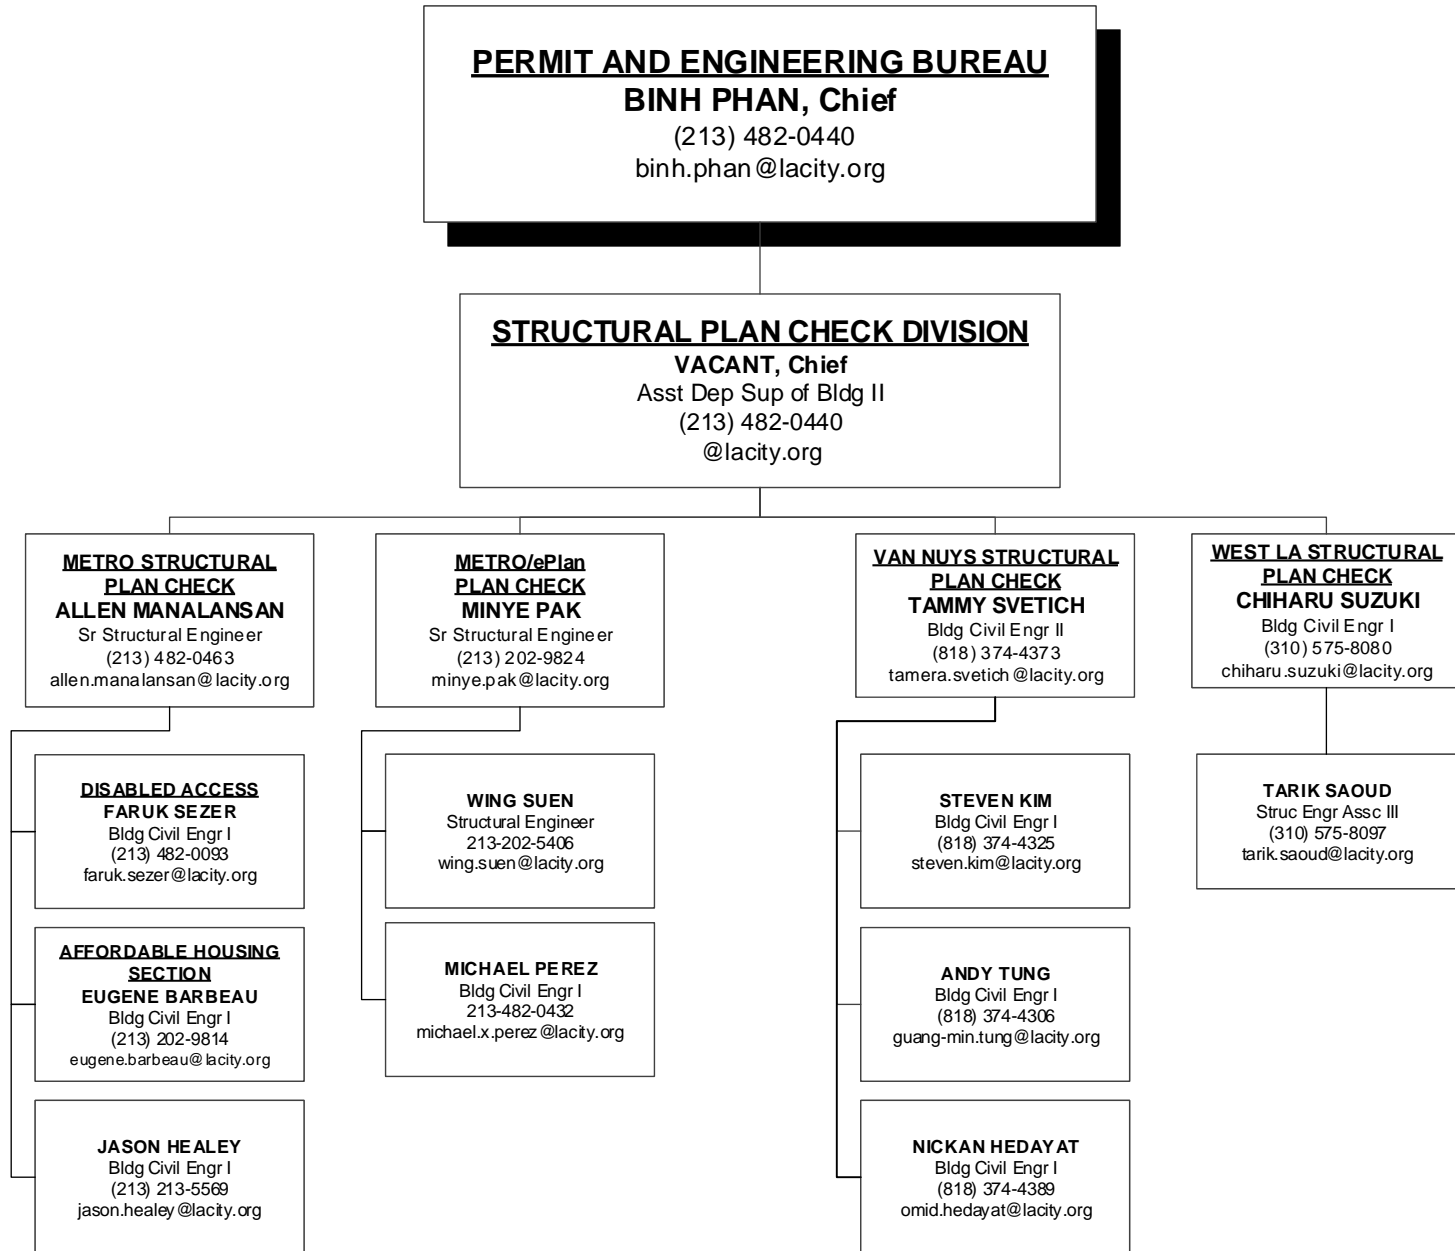 PERMIT AND ENGINEERING BUREAU
BINH PHAN, Chief
(213) 482-0440
binh.phan@lacity.org
STRUCTURAL PLAN CHECK DIVISION
VACANT, Chief
Asst Dep Sup of Bldg II
(213) 482-0440
@lacity.org
METRO STRUCTURAL
PLAN CHECK
ALLEN MANALANSAN
Sr Structural Engineer
(213) 482-0463
allen.manalansan@lacity.org
METRO/ePlan
PLAN CHECK
MINYE PAK
Sr Structural Engineer
(213) 202-9824
minye.pak@lacity.org
VAN NUYS STRUCTURAL
PLAN CHECK
TAMMY SVETICH
Bldg Civil Engr II
(818) 374-4373
tamera.svetich@lacity.org
WEST LA STRUCTURAL
PLAN CHECK
CHIHARU SUZUKI
Bldg Civil Engr I
(310) 575-8080
chiharu.suzuki@lacity.org
DISABLED ACCESS
FARUK SEZER
Bldg Civil Engr I
(213) 482-0093
faruk.sezer@lacity.org
AFFORDABLE HOUSING
SECTION
EUGENE BARBEAU
Bldg Civil Engr I
(213) 202-9814
eugene.barbeau@lacity.org
JASON HEALEY
Bldg Civil Engr I
(213) 213-5569
jason.healey@lacity.org
WING SUEN
Structural Engineer
213-202-5406
wing.suen@lacity.org
MICHAEL PEREZ
Bldg Civil Engr I
213-482-0432
michael.x.perez@lacity.org
STEVEN KIM
Bldg Civil Engr I
(818) 374-4325
steven.kim@lacity.org
ANDY TUNG
Bldg Civil Engr I
(818) 374-4306
guang-min.tung@lacity.org
NICKAN HEDAYAT
Bldg Civil Engr I
(818) 374-4389
omid.hedayat@lacity.org
TARIK SAOUD
Struc Engr Assc III
(310) 575-8097
tarik.saoud@lacity.org